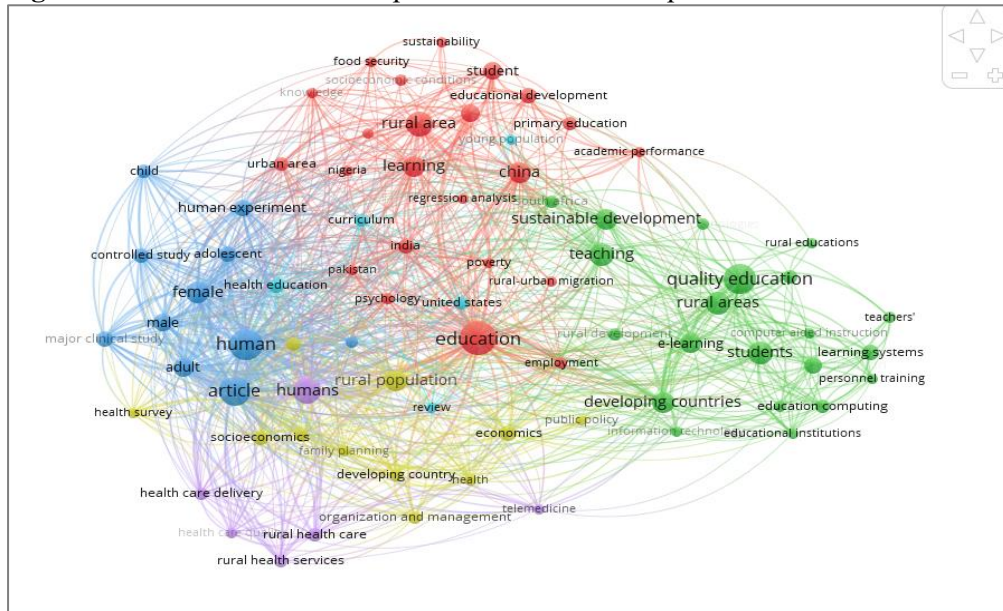 sustainability
food security
socioeconomic conditions
student
knowledge
educational development
rural area
primary education
young population
academic performance
child
urban area
nigeria
learning
china
regression analysis
south africa
human experiment
curriculum
sustainable development
controlled study
adolescent
india
teaching
rural educations
pakistan
poverty
health education
rural-urban migration
female
psychology
united states
quality education
rural areas
teachers'
male
major clinical study
human
education
rural development
computer aided instruction
e-learning
students
learning systems
adult
employment
personnel training
rural population
article
humans
review
developing countries
education computing
health survey
public policy
socioeconomics
economics
information technology
educational institutions
family planning
developing country
health
health care delivery
telemedicine
organization and management
rural health care
rural health services